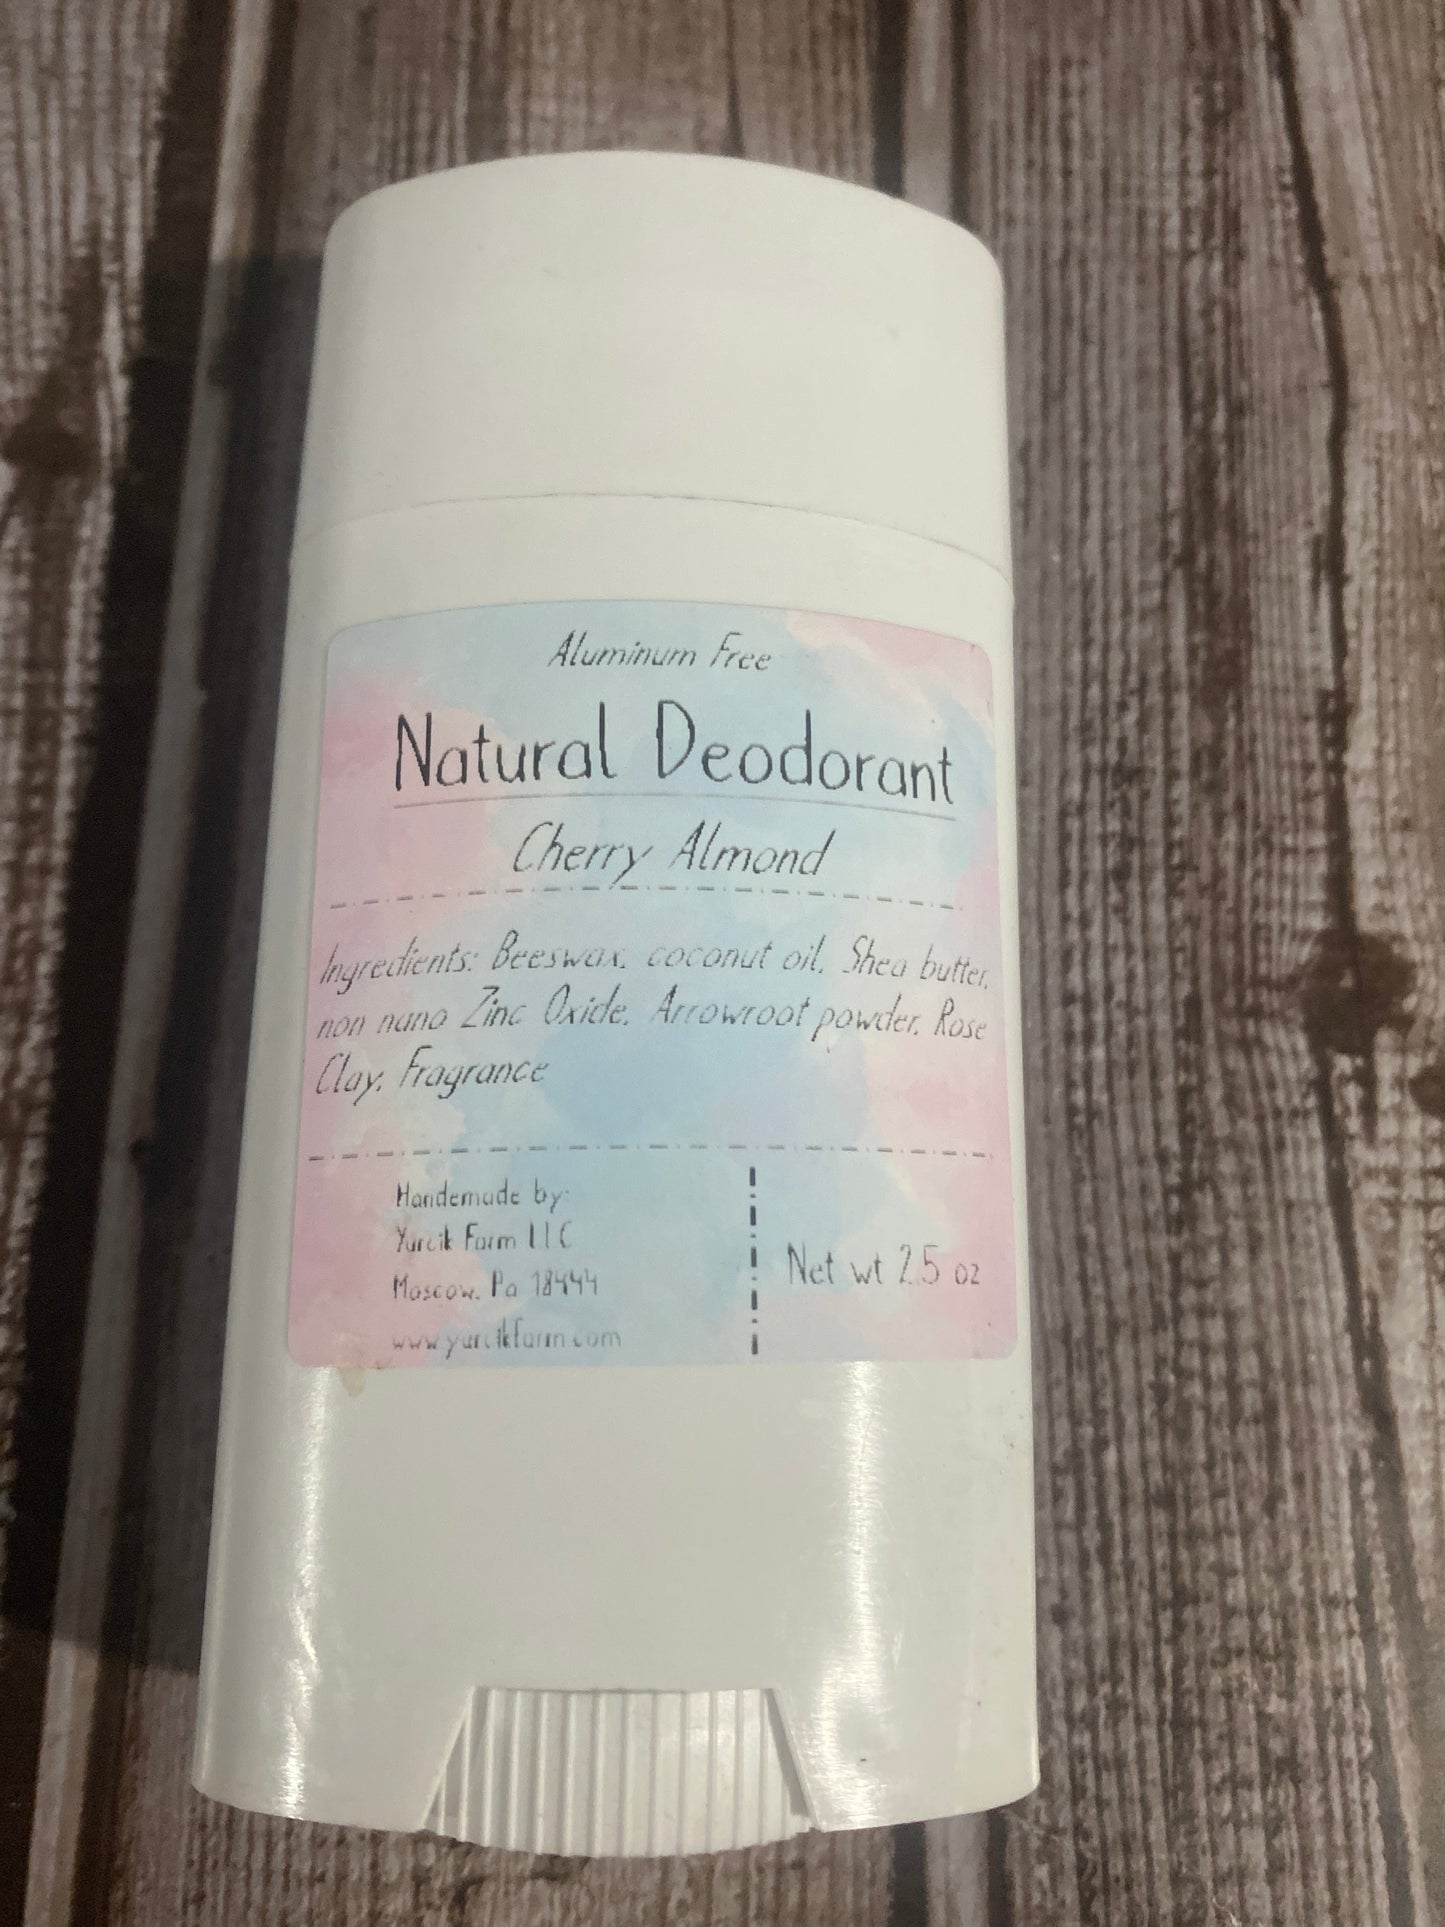 Aluminum Free
Natural Deodorant
Cherry Almond
Ingredients: Beeswax, coconut oil, Shea butter,
non nano Zinc Oxide, Arrowroot powder, Rose
Clay, Fragrance
Handmade by:
Yurcik Farm LLC
Moscow, Pa 18444
www.yurcikfarm.com
Net wt 2.5 oz